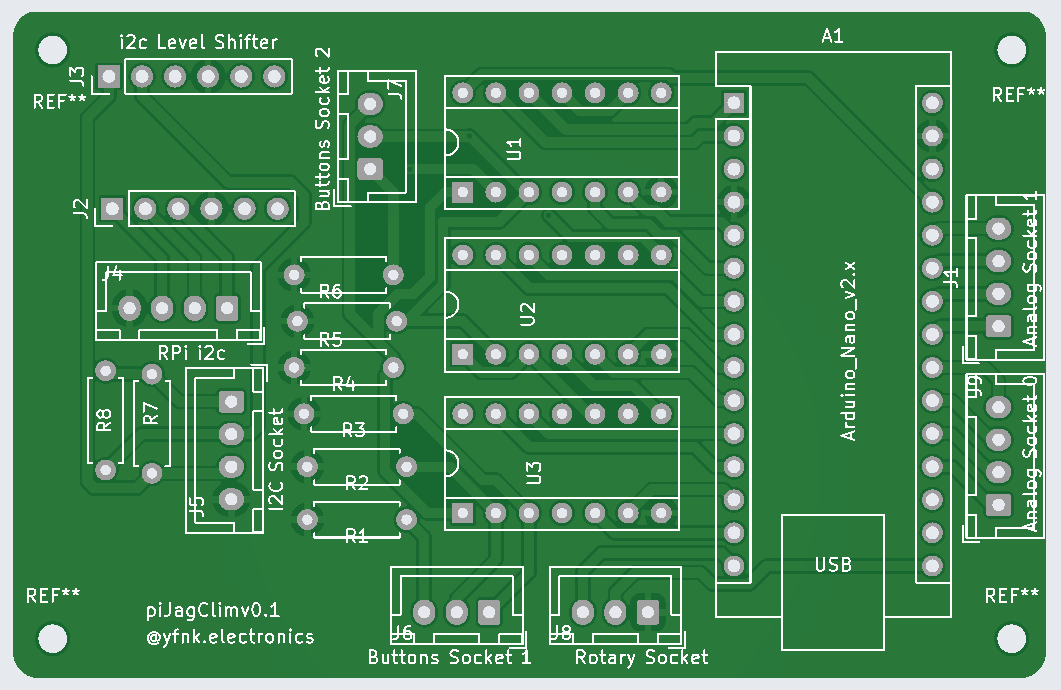 i2c Level Shifter
J3
REF**
Buttons Socket 2
J7
A1
REF**
U1
J2
Analog Socket 1
J1
J4
R6
U2
Arduino_Nano_v2.x
R5
RPi i2c
R4
Analog Socket 0
J9
R8
R7
R3
I2C Socket
J5
R2
U3
R1
USB
REF**
piJagClimv0.1
@yfnk.electronics
REF**
J6
J8
Buttons Socket 1
Rotary Socket